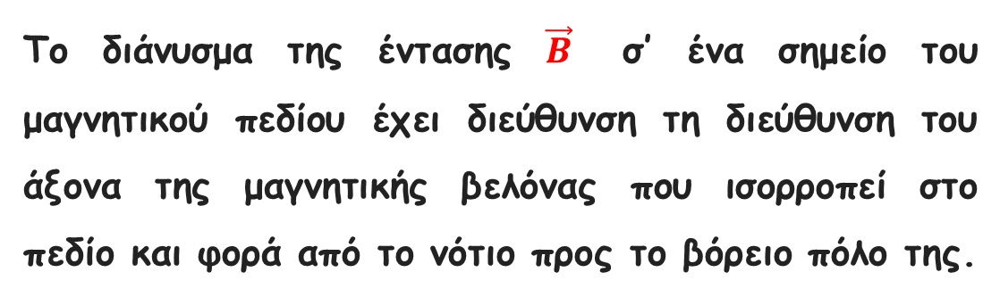 Το διάνυσμα της έντασης $\vec{B}$ σ' ένα σημείο του
μαγνητικού πεδίου έχει διεύθυνση τη διεύθυνση του
άξονα της μαγνητικής βελόνας που ισορροπεί στο
πεδίο και φορά από το νότιο προς το βόρειο πόλο της.